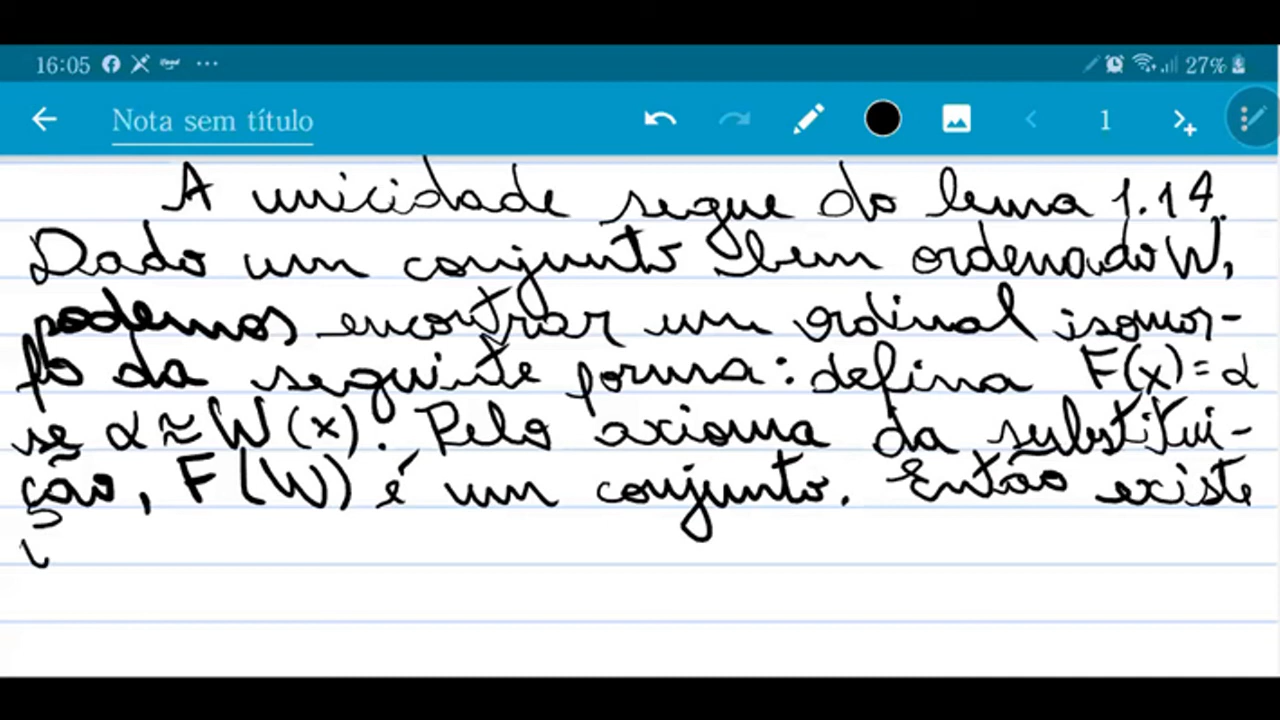 16:05 ... 27%
Nota sem título 1
A unicidade segue do lema 1.14.
Dado um conjunto bem ordenado W,
podemos encontrar um ordinal isomor-
fo da seguinte forma: defina F(x)=α
se α≈W(x). Pelo axioma da substitui-
ção, F(W) é um conjunto. Então existe